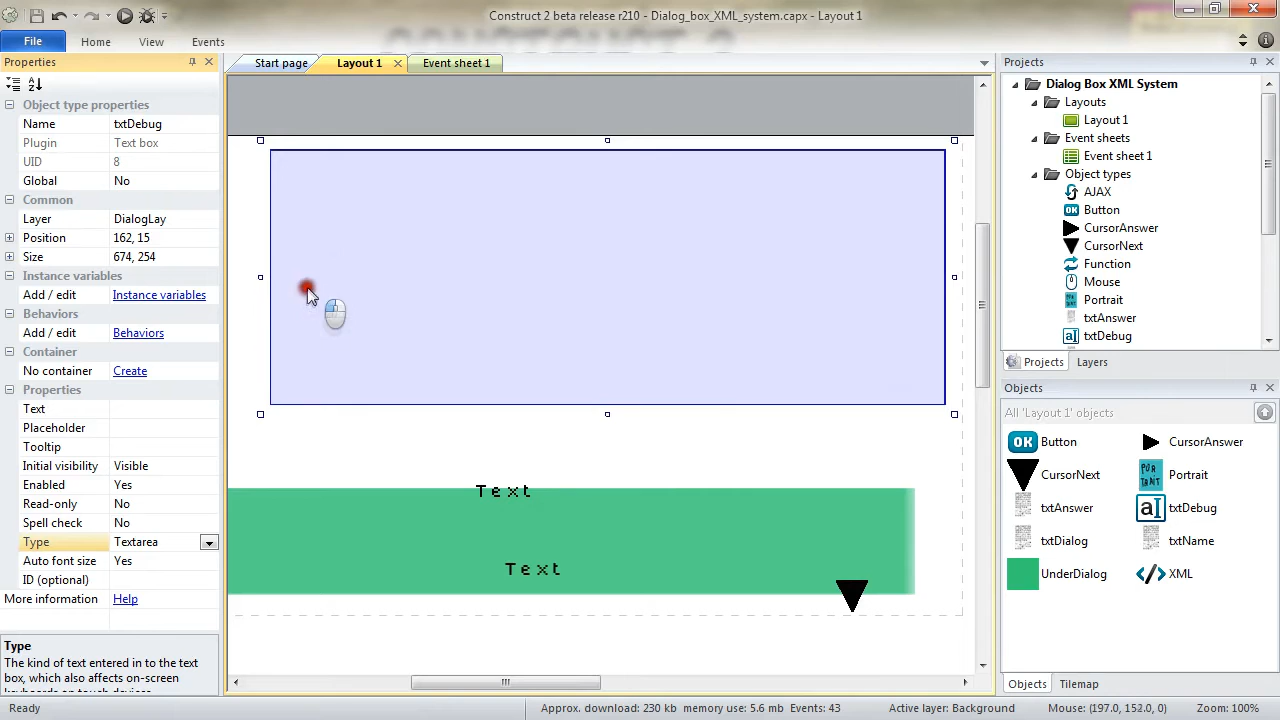 Construct 2 beta release r210 - Dialog_box_XML_system.capx - Layout 1
File Home View Events
Properties
Object type properties
Name txtDebug
Plugin Text box
UID 8
Global No
Common
Layer DialogLay
Position 162, 15
Size 674, 254
Instance variables
Add / edit Instance variables
Behaviors
Add / edit Behaviors
Container
No container Create
Properties
Text
Placeholder
Tooltip
Initial visibility Visible
Enabled Yes
Read-only No
Spell check No
Type Textarea
Auto font size Yes
ID (optional)
More information Help
Type
The kind of text entered in to the text
box, which also affects on-screen
keyboards on touch devices.
Start page Layout 1 Event sheet 1
Text
Text
Projects
Dialog Box XML System
Layouts
Layout 1
Event sheets
Event sheet 1
Object types
AJAX
OK Button
CursorAnswer
CursorNext
Function
Mouse
Portrait
txtAnswer
txtDebug
Projects Layers
Objects
All 'Layout 1' objects
OK Button CursorAnswer
CursorNext POR TRAIT Portrait
txtAnswer txtDebug
txtDialog txtName
UnderDialog XML
Objects Tilemap
Ready Approx. download: 230 kb memory use: 5.6 mb Events: 43 Active layer: Background Mouse: (197.0, 152.0, 0) Zoom: 100%